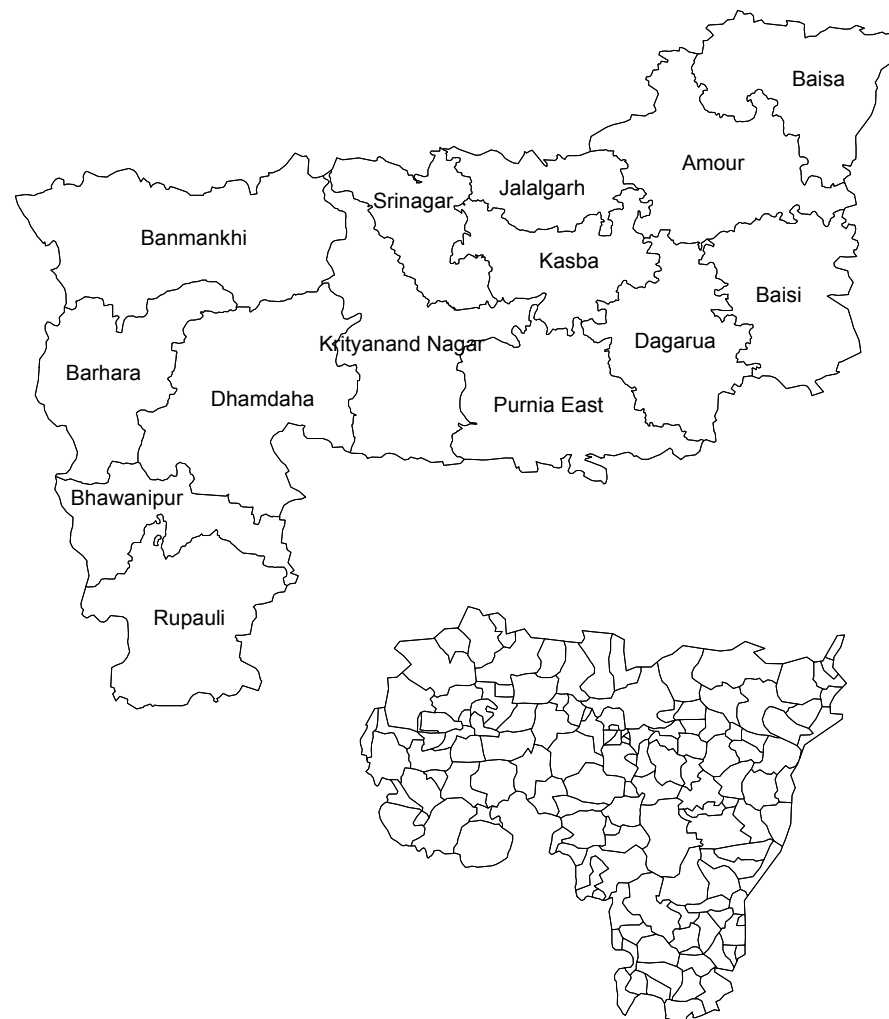 Baisa
Amour
Jalalgarh
Srinagar
Banmankhi
Kasba
Baisi
Krityanand Nagar
Dagarua
Barhara
Dhamdaha
Purnia East
Bhawanipur
Rupauli